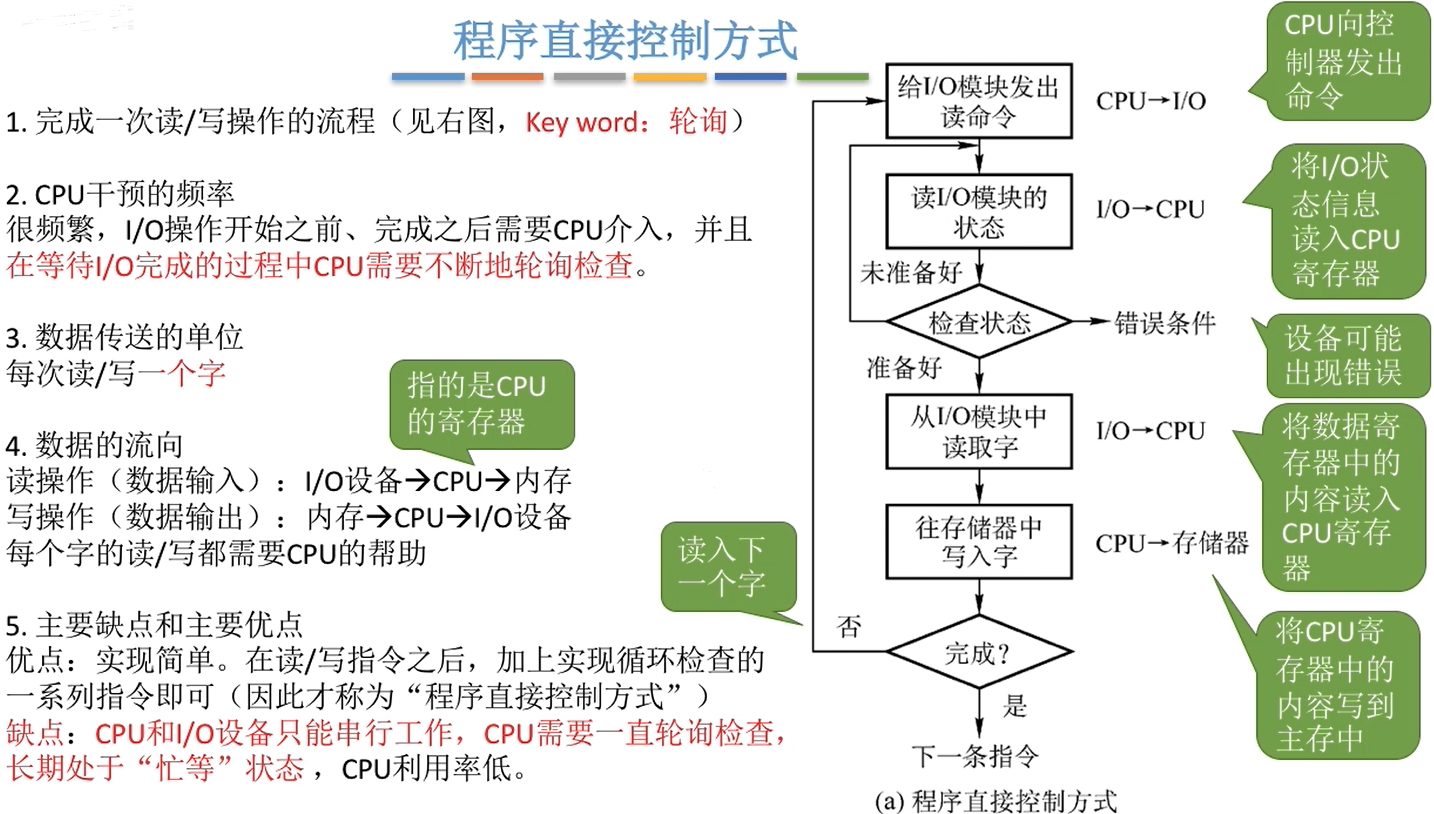 程序直接控制方式
1. 完成一次读/写操作的流程（见右图，Key word：轮询）
2. CPU干预的频率
很频繁，I/O操作开始之前、完成之后需要CPU介入，并且
在等待I/O完成的过程中CPU需要不断地轮询检查。
3. 数据传送的单位
每次读/写一个字
指的是CPU
的寄存器
4. 数据的流向
读操作（数据输入）：I/O设备→CPU→内存
写操作（数据输出）：内存→CPU→I/O设备
每个字的读/写都需要CPU的帮助
读入下
一个字
5. 主要缺点和主要优点
优点：实现简单。在读/写指令之后，加上实现循环检查的
一系列指令即可（因此才称为“程序直接控制方式”）
缺点：CPU和I/O设备只能串行工作，CPU需要一直轮询检查，
长期处于“忙等”状态，CPU利用率低。
给I/O模块发出
读命令
CPU→I/O
CPU向控
制器发出
命令
读I/O模块的
状态
I/O→CPU
将I/O状
态信息
读入CPU
寄存器
未准备好
检查状态
错误条件
设备可能
出现错误
准备好
从I/O模块中
读取字
I/O→CPU
将数据寄
存器中的
内容读入
CPU寄存
器
往存储器中
写入字
CPU→存储器
将CPU寄
存器中的
内容写到
主存中
否
完成？
是
下一条指令
(a) 程序直接控制方式